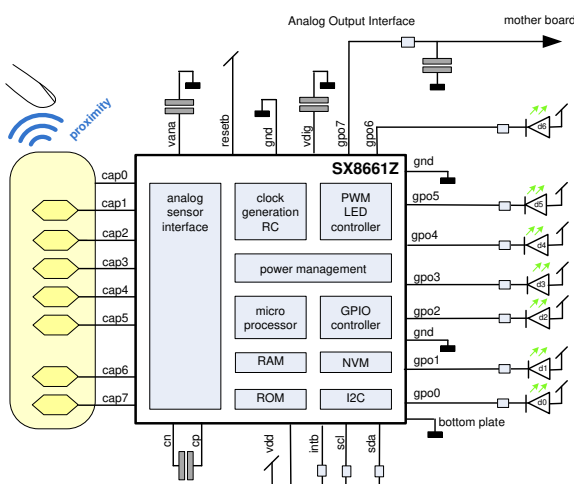 Analog Output Interface
mother board
proximity
vana
resetb
gnd
vdig
gpo7
gpo6
d6
SX8661Z
gnd
cap0
cap1
cap2
cap3
cap4
cap5
cap6
cap7
analog
sensor
interface
clock
generation
RC
PWM
LED
controller
power management
micro
processor
GPIO
controller
RAM
NVM
ROM
I2C
gpo5
d5
gpo4
d4
gpo3
d3
gpo2
d2
gnd
gpo1
d1
gpo0
d0
bottom plate
cn
cp
vdd
intb
scl
sda